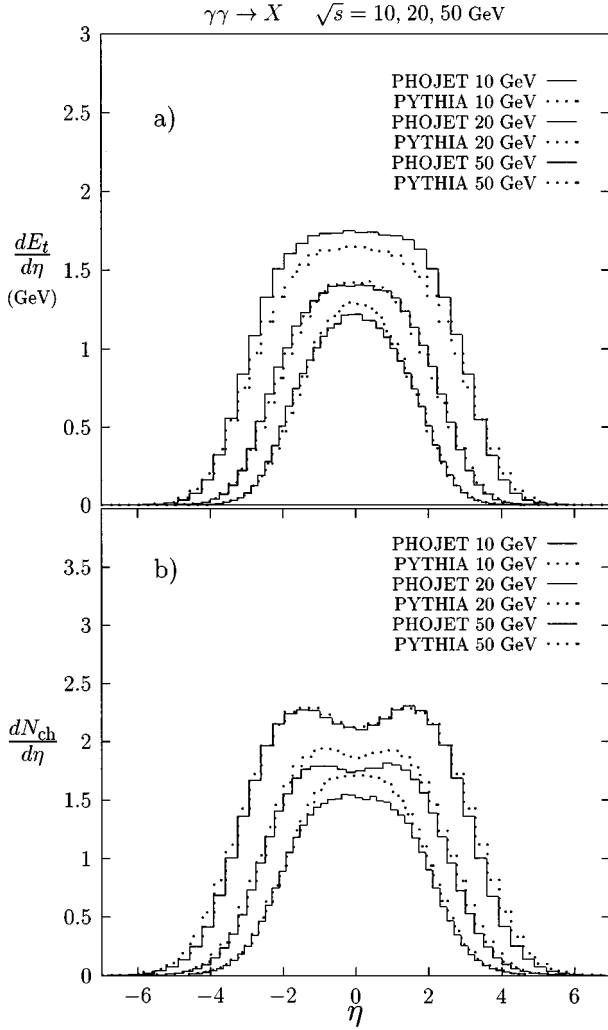 γγ → X √s = 10, 20, 50 GeV
3
2.5
2
1.5
1
0.5
0
dE_t
dη
(GeV)
a)
PHOJET 10 GeV
PYTHIA 10 GeV
PHOJET 20 GeV
PYTHIA 20 GeV
PHOJET 50 GeV
PYTHIA 50 GeV
3.5
3
2.5
2
1.5
1
0.5
0
dN_ch
dη
b)
PHOJET 10 GeV
PYTHIA 10 GeV
PHOJET 20 GeV
PYTHIA 20 GeV
PHOJET 50 GeV
PYTHIA 50 GeV
-6 -4 -2 0 2 4 6
η